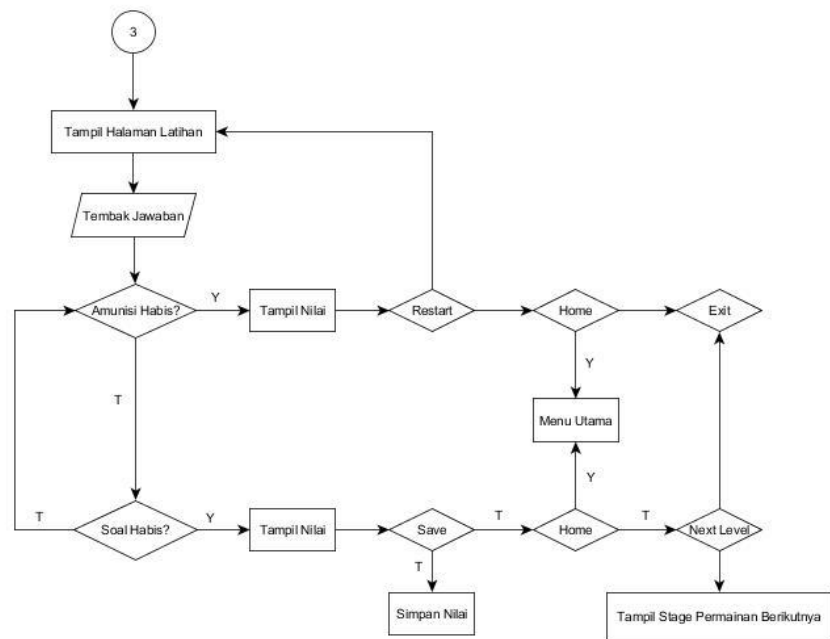 3
Tampil Halaman Latihan
Tembak Jawaban
Amunisi Habis?
Y
Tampil Nilai
Restart
Home
Exit
Y
T
Menu Utama
Y
T
Soal Habis?
Y
Tampil Nilai
Save
T
Home
T
Next Level
T
Simpan Nilai
Tampil Stage Permainan Berikutnya